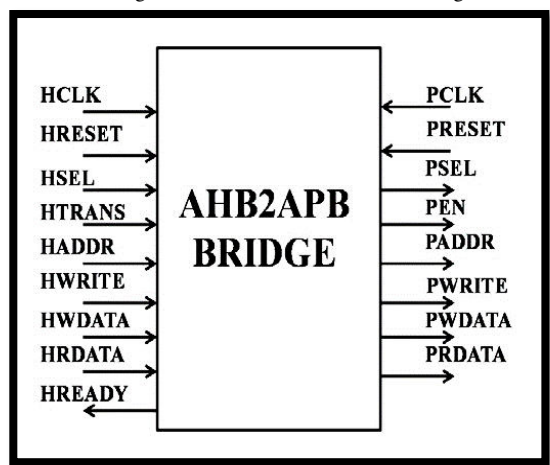 HCLK
HRESET
HSEL
HTRANS
HADDR
HWRITE
HWDATA
HRDATA
HREADY
AHB2APB
BRIDGE
PCLK
PRESET
PSEL
PEN
PADDR
PWRITE
PWDATA
PRDATA